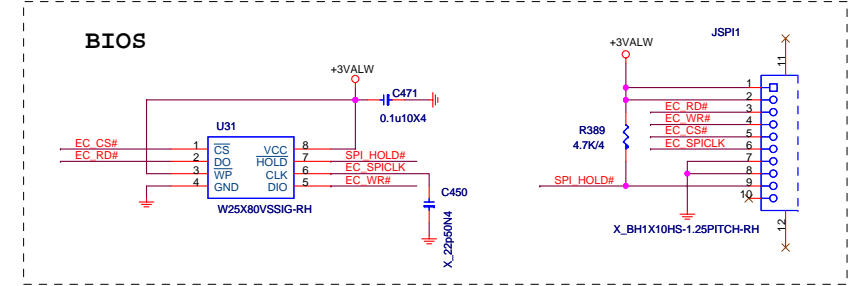 BIOS
+3VALW
C471
0.1u10X4
U31
EC_CS#
EC_RD#
1
2
3
4
CS
DO
WP
GND
VCC
HOLD
CLK
DIO
8
7
6
5
SPI_HOLD#
EC_SPICLK
EC_WR#
W25X80VSSIG-RH
C450
X_22p50N4
JSPI1
+3VALW
R389
4.7K/4
SPI_HOLD#
EC_RD#
EC_WR#
EC_CS#
EC_SPICLK
11
1
2
3
4
5
6
7
8
9
10
12
X_BH1X10HS-1.25PITCH-RH